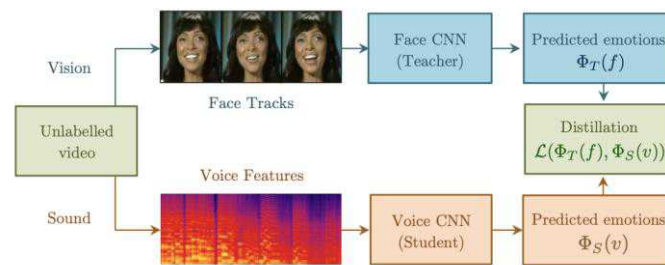 Vision
Face Tracks
Face CNN
(Teacher)
Predicted emotions
Φ_T(f)
Unlabelled
video
Distillation
ℒ(Φ_T(f), Φ_S(v))
Sound
Voice Features
Voice CNN
(Student)
Predicted emotions
Φ_S(v)